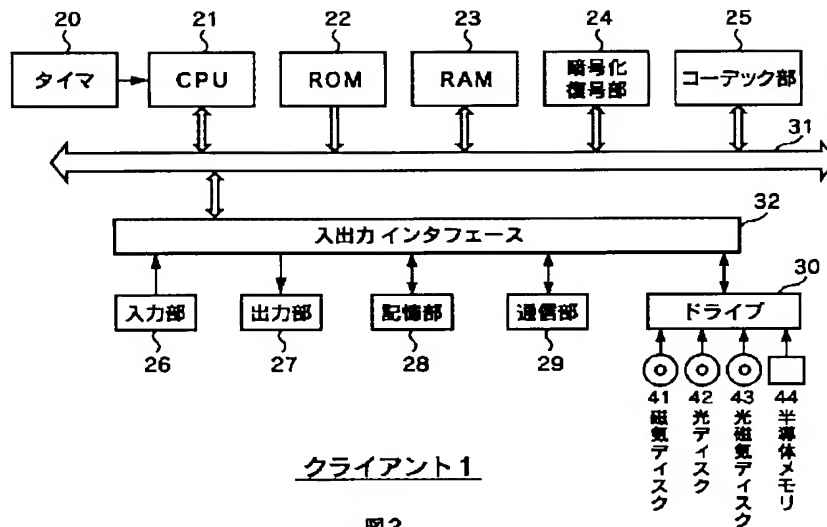 20 21 22 23 24 25
タイマ CPU ROM RAM 暗号化 復号部 コーデック部
31
32
入出力 インタフェース
30
入力部 出力部 記憶部 通信部 ドライブ
26 27 28 29
41 42 43 44
磁気ディスク
光ディスク
光磁気ディスク
半導体メモリ
クライアント1
図2